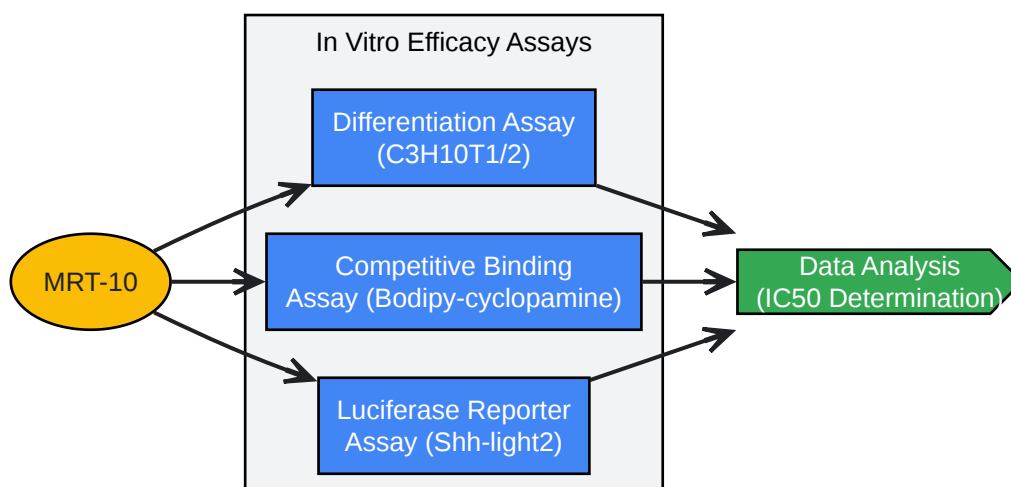 In Vitro Efficacy Assays
Differentiation Assay
(C3H10T1/2)
MRT-10
Competitive Binding
Assay (Bodipy-cyclopamine)
Data Analysis
(IC50 Determination)
Luciferase Reporter
Assay (Shh-light2)